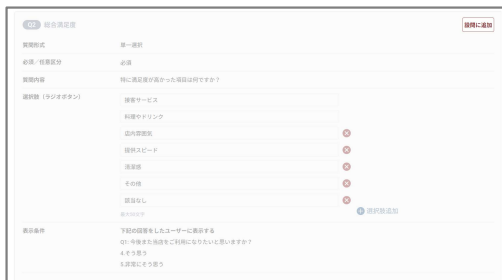 Q2 総合満足度
設問に追加
質問形式 単一選択
必須／任意区分 必須
質問内容 特に満足度が高かった項目は何ですか？
選択肢（ラジオボタン） 接客サービス
料理やドリンク
店内雰囲気
提供スピード
清潔感
その他
該当なし
選択肢追加
表示条件 下記の回答をしたユーザーに表示する
Q1: 今後また当店をご利用になりたいと思いますか？
4.そう思う
5.非常にそう思う